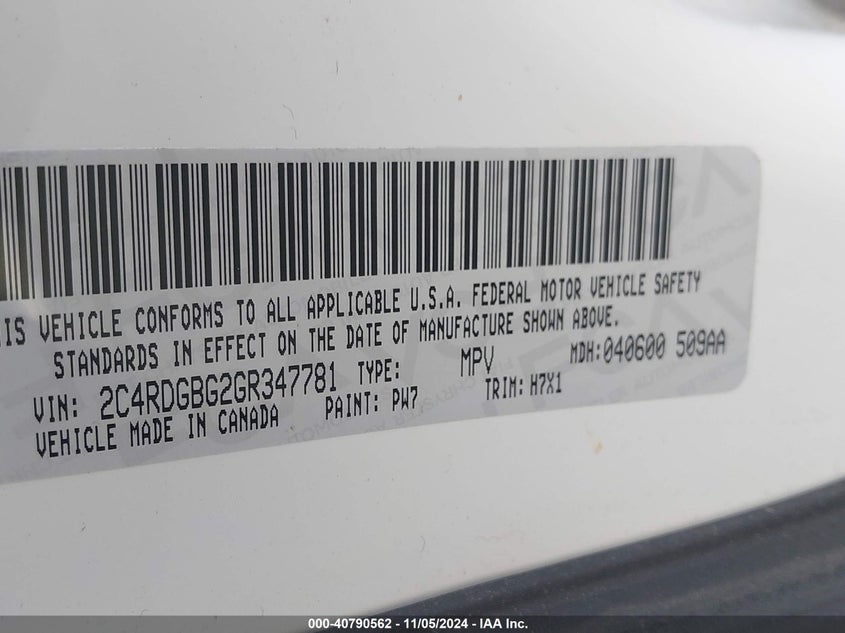 IS VEHICLE CONFORMS TO ALL APPLICABLE U.S.A. FEDERAL MOTOR VEHICLE SAFETY
STANDARDS IN EFFECT ON THE DATE OF MANUFACTURE SHOWN ABOVE.
VIN: 2C4RDGBG2GR347781 TYPE: MPV MDH:040600 509AA
VEHICLE MADE IN CANADA PAINT: PW7 TRIM: H7X1
000-40790562 - 11/05/2024 - IAA Inc.